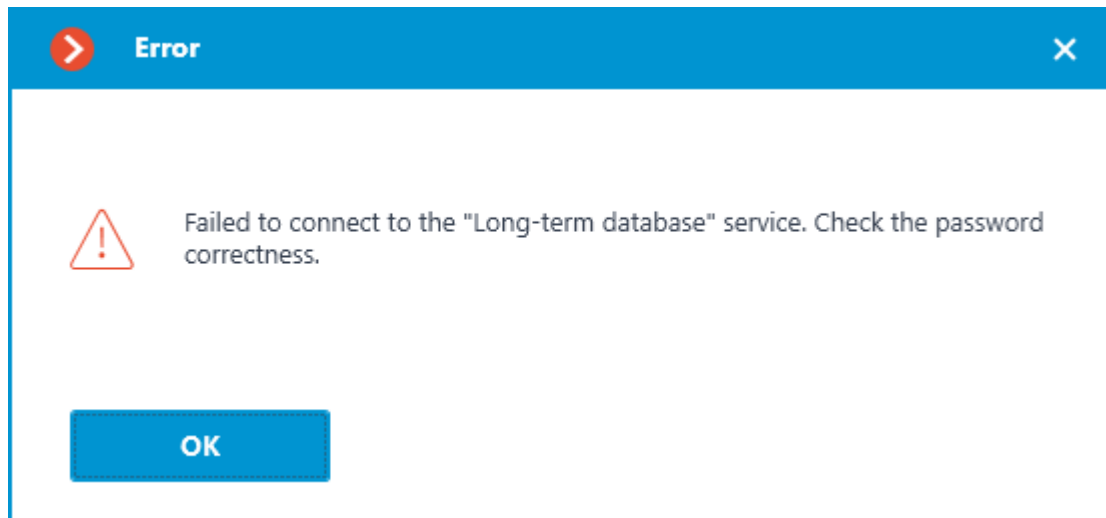 Error
Failed to connect to the "Long-term database" service. Check the password
correctness.
OK